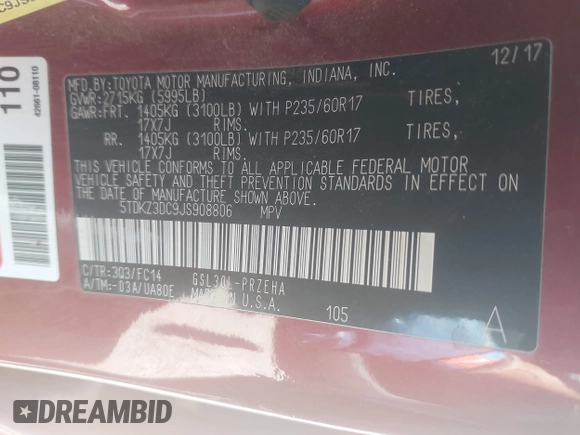 110
42661-08110
12/17
MFD.BY:TOYOTA MOTOR MANUFACTURING, INDIANA, INC.
GVWR:2715KG (5995LB)
GAWR:FRT. 1405KG (3100LB) WITH P235/60R17 TIRES,
17X7J RIMS.
RR. 1405KG (3100LB) WITH P235/60R17 TIRES,
17X7J RIMS.
THIS VEHICLE CONFORMS TO ALL APPLICABLE FEDERAL MOTOR
VEHICLE SAFETY AND THEFT PREVENTION STANDARDS IN EFFECT ON
THE DATE OF MANUFACTURE SHOWN ABOVE.
5TDKZ3DC9JS908806 MPV
C/TR:3Q3/FC14 GSL30L-PRZEHA
A/TM:-03A/UA80E MADE IN U.S.A.
105
A
DREAMBID